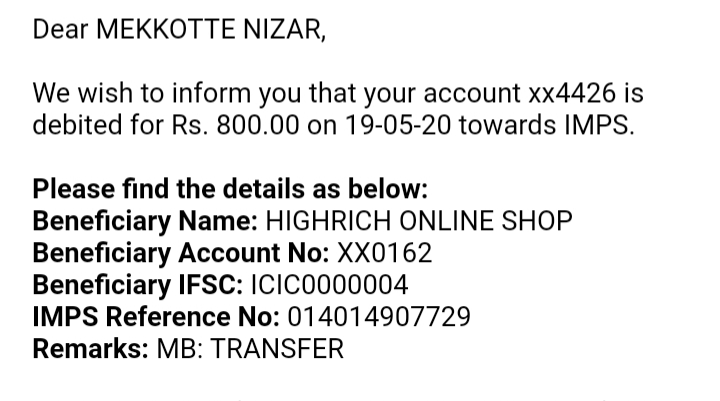 Dear MEKKOTTE NIZAR,
We wish to inform you that your account xx4426 is
debited for Rs. 800.00 on 19-05-20 towards IMPS.
Please find the details as below:
Beneficiary Name: HIGHRICH ONLINE SHOP
Beneficiary Account No: XX0162
Beneficiary IFSC: ICIC0000004
IMPS Reference No: 014014907729
Remarks: MB: TRANSFER